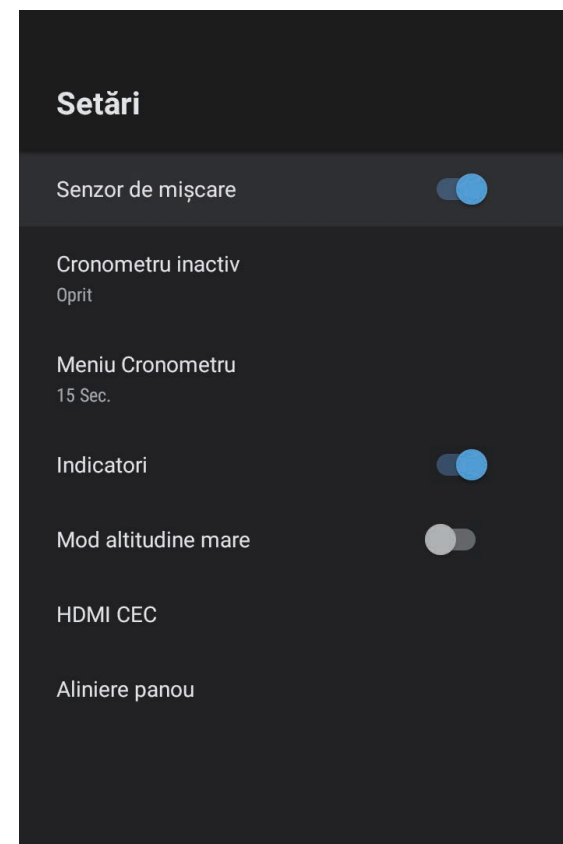 Setări
Senzor de mișcare
Cronometru inactiv
Oprit
Meniu Cronometru
15 Sec.
Indicatori
Mod altitudine mare
HDMI CEC
Aliniere panou